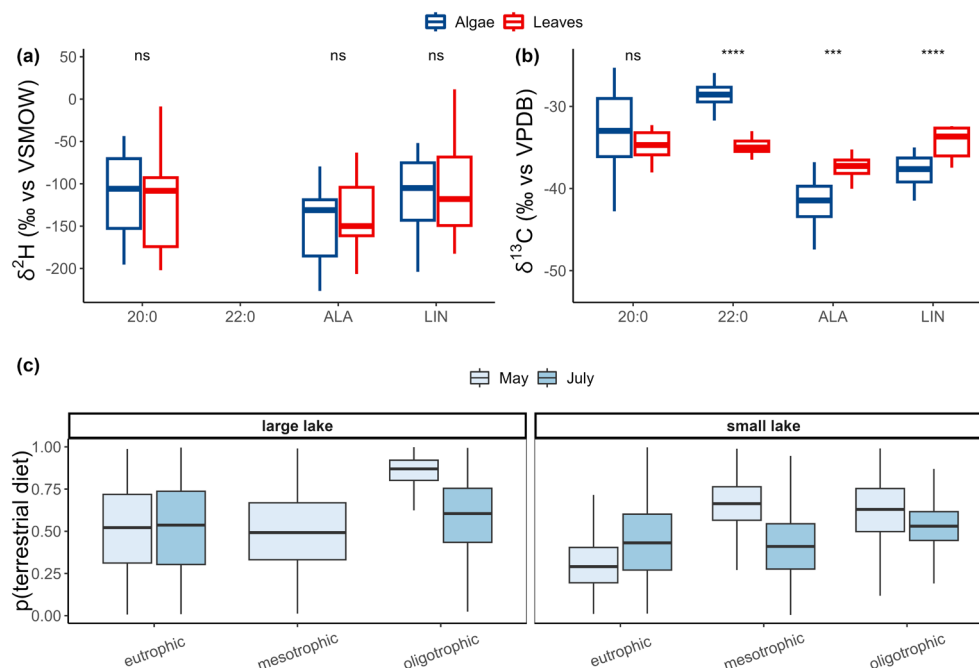 Algae Leaves
(a)
(b)
δ²H (‰ vs VSMOW)
50
0
-50
-100
-150
-200
ns ns ns
20:0 22:0 ALA LIN
δ¹³C (‰ vs VPDB)
-30
-40
-50
ns **** *** ****
20:0 22:0 ALA LIN
(c)
May July
large lake small lake
p(terrestrial diet)
1.00
0.75
0.50
0.25
0.00
eutrophic mesotrophic oligotrophic
eutrophic mesotrophic oligotrophic